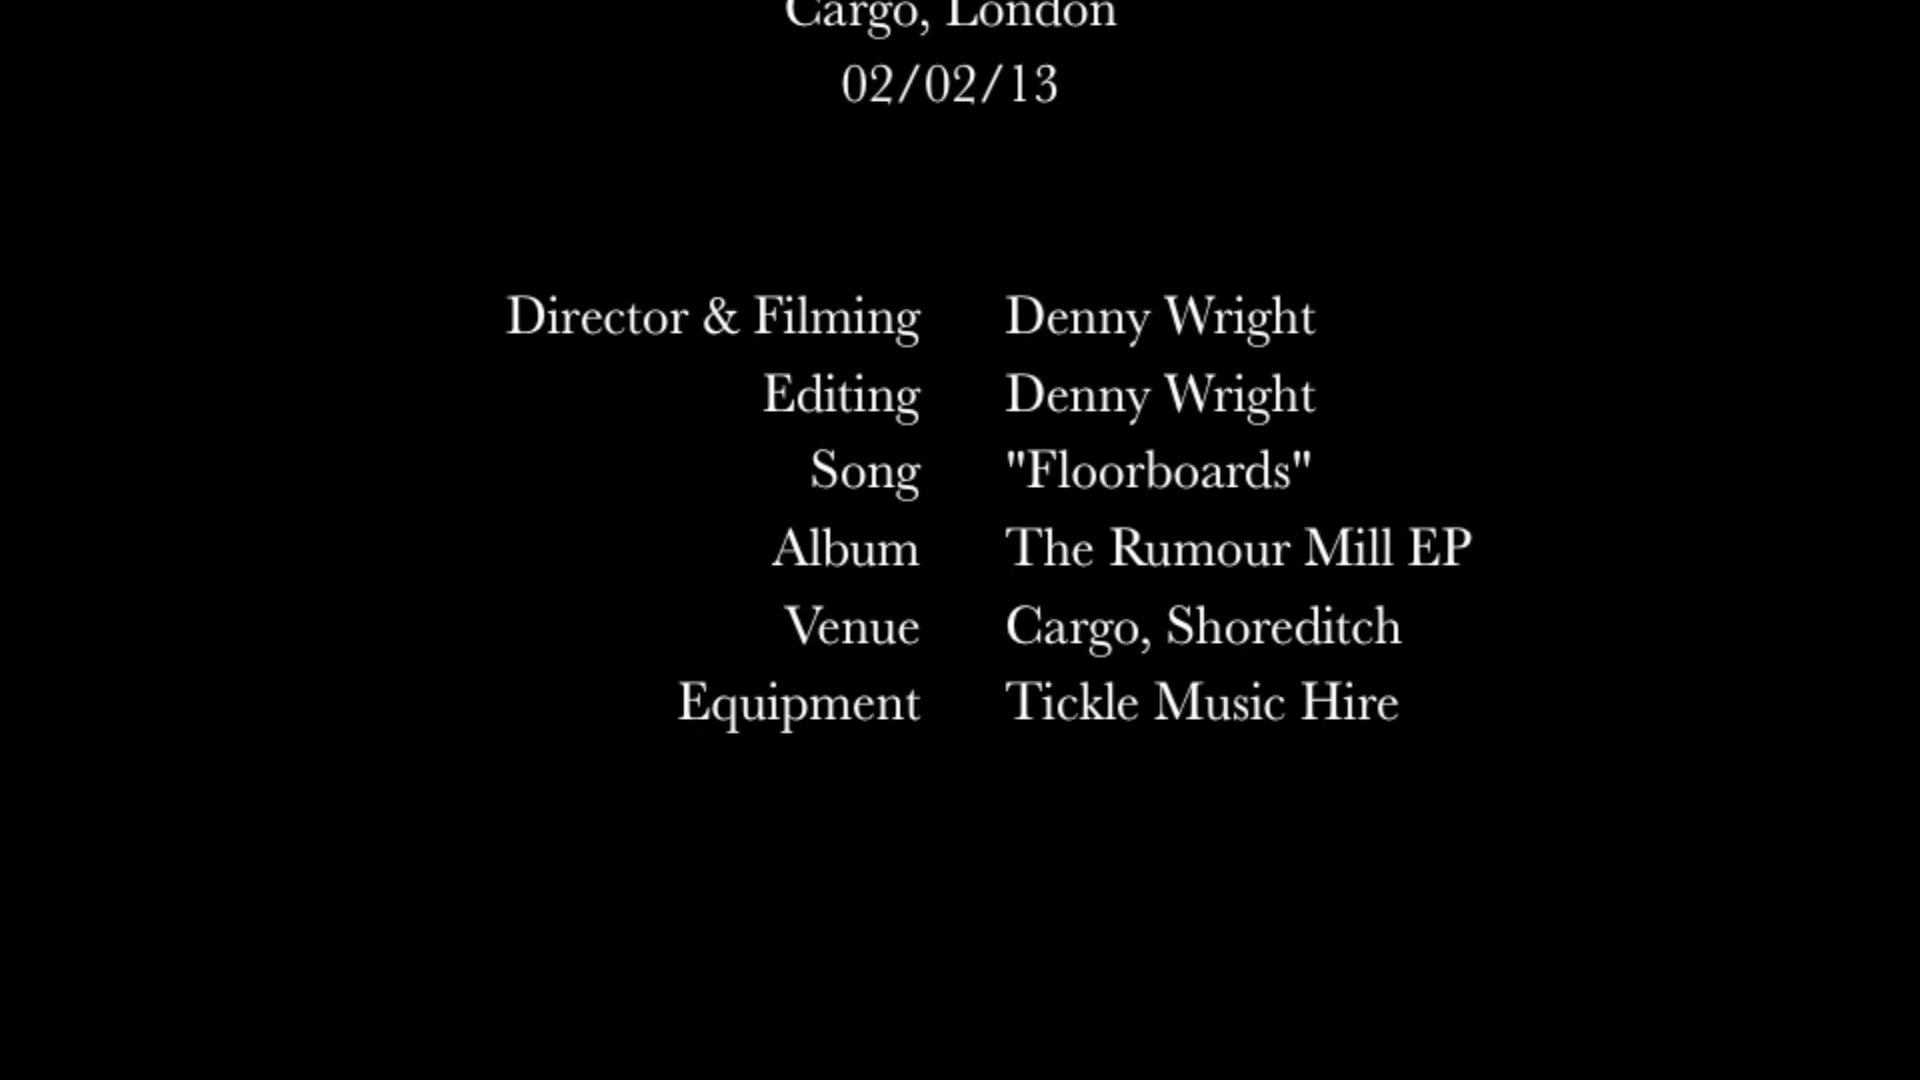 Cargo, London
02/02/13
Director & Filming Denny Wright
Editing Denny Wright
Song "Floorboards"
Album The Rumour Mill EP
Venue Cargo, Shoreditch
Equipment Tickle Music Hire